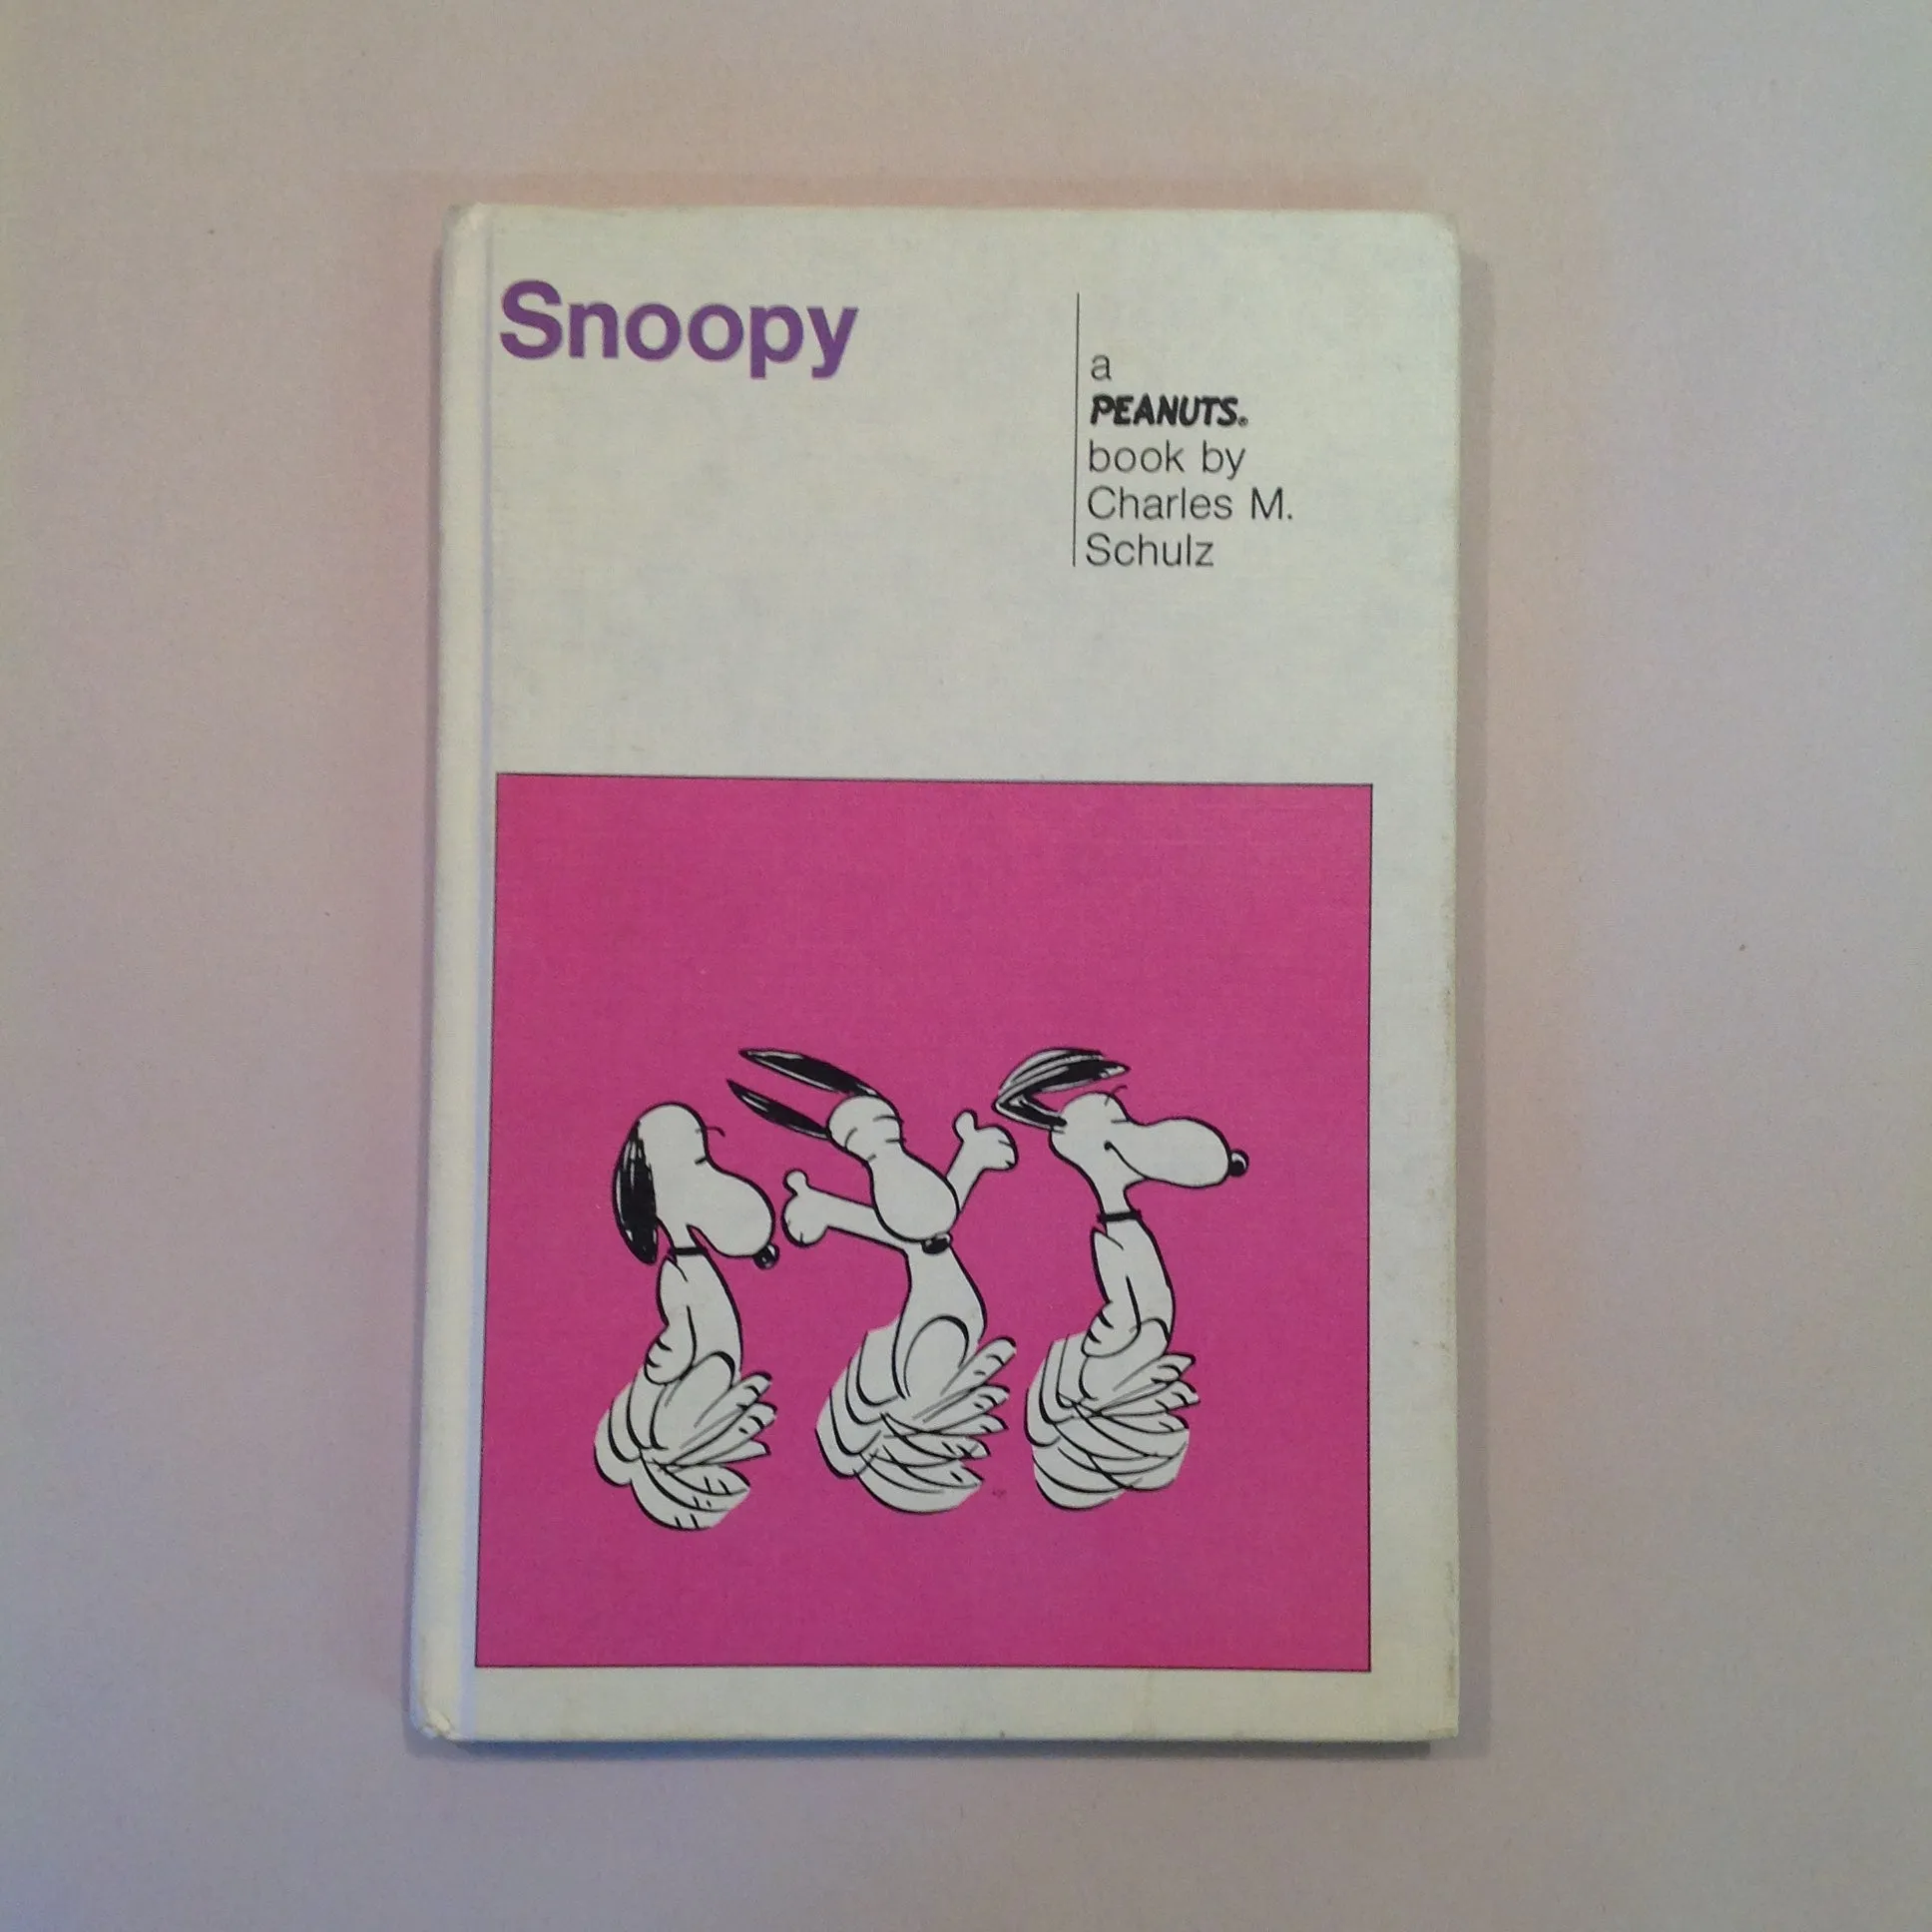 Snoopy
a
PEANUTS®
book by
Charles M.
Schulz